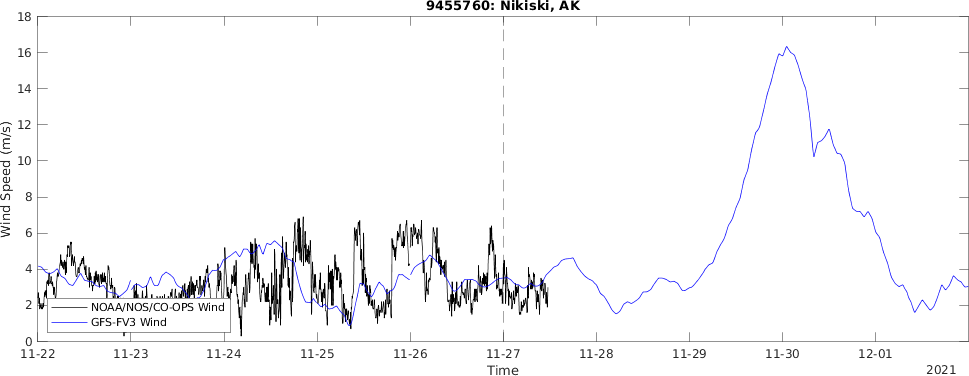 9455760: Nikiski, AK
18
16
14
12
10
8
6
4
2
0
Wind Speed (m/s)
NOAA/NOS/CO-OPS Wind
GFS-FV3 Wind
11-22 11-23 11-24 11-25 11-26 11-27 11-28 11-29 11-30 12-01
Time
2021